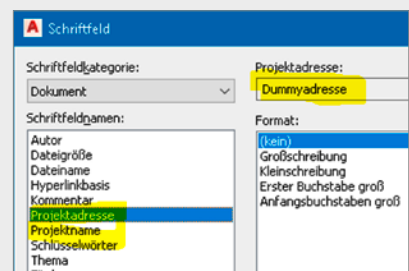 A Schriftfeld
Schriftfeldkategorie:
Dokument
Schriftfeldnamen:
Autor
Dateigröße
Dateiname
Hyperlinkbasis
Kommentar
Projektadresse
Projektname
Schlüsselwörter
Thema
Projektadresse:
Dummyadresse
Format:
(kein)
Großschreibung
Kleinschreibung
Erster Buchstabe groß
Anfangsbuchstaben groß